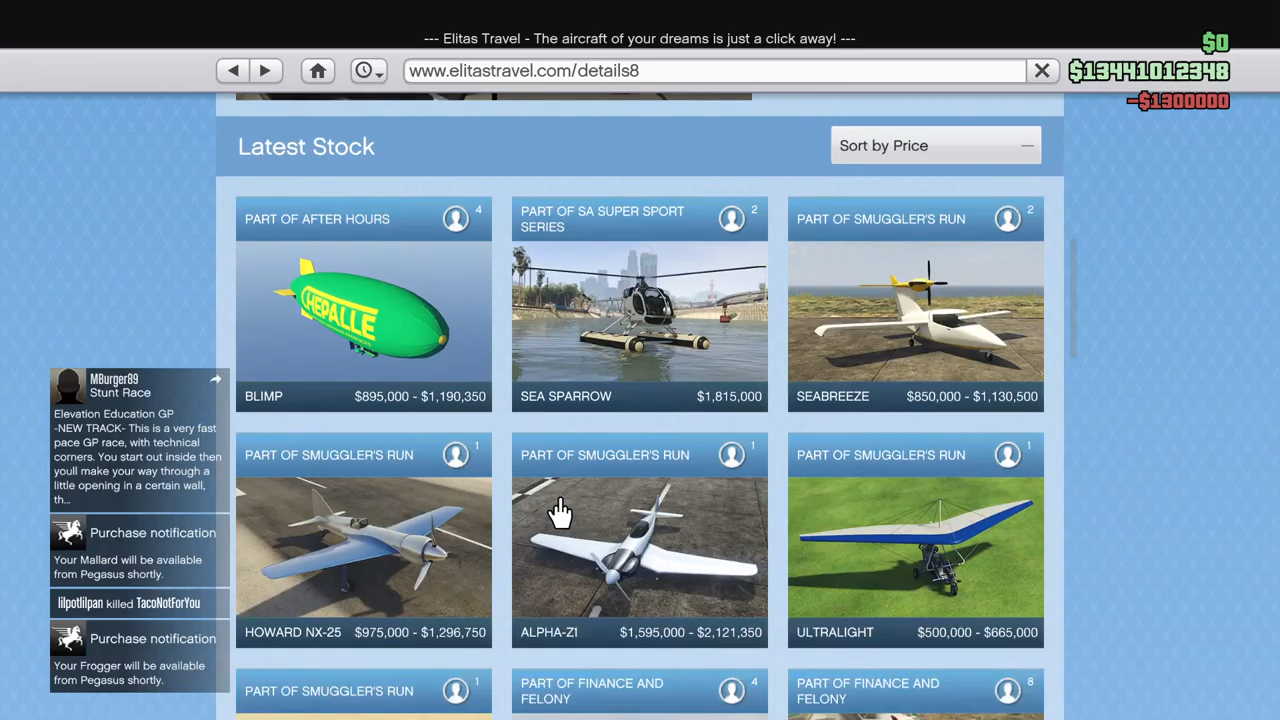 --- Elitas Travel - The aircraft of your dreams is just a click away! ---
$0
www.elitastravel.com/details8
$13441012348
-$1300000
Latest Stock
Sort by Price
PART OF AFTER HOURS
4
PART OF SA SUPER SPORT
SERIES
2
PART OF SMUGGLER'S RUN
2
HEPALLE
BLIMP
$895,000 - $1,190,350
SEA SPARROW
$1,815,000
SEABREEZE
$850,000 - $1,130,500
PART OF SMUGGLER'S RUN
1
PART OF SMUGGLER'S RUN
1
PART OF SMUGGLER'S RUN
1
HOWARD NX-25
$975,000 - $1,296,750
ALPHA-Z1
$1,595,000 - $2,121,350
ULTRALIGHT
$500,000 - $665,000
PART OF SMUGGLER'S RUN
1
PART OF FINANCE AND
FELONY
4
PART OF FINANCE AND
FELONY
8
MBurger89
Stunt Race
Elevation Education GP
-NEW TRACK- This is a very fast
pace GP race, with technical
corners. You start out inside then
youll make your way through a
little opening in a certain wall,
th...
Purchase notification
Your Mallard will be available
from Pegasus shortly.
lilpotlilpan killed TacoNotForYou
Purchase notification
Your Frogger will be available
from Pegasus shortly.